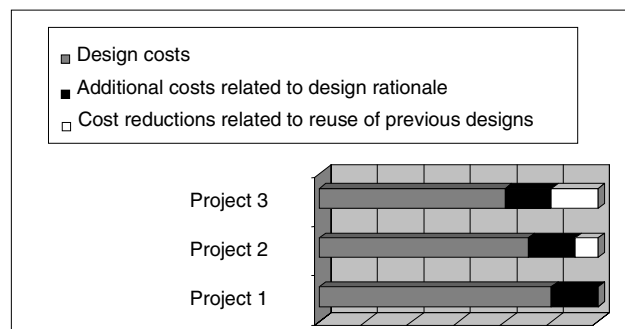 Design costs
Additional costs related to design rationale
Cost reductions related to reuse of previous designs
Project 3
Project 2
Project 1